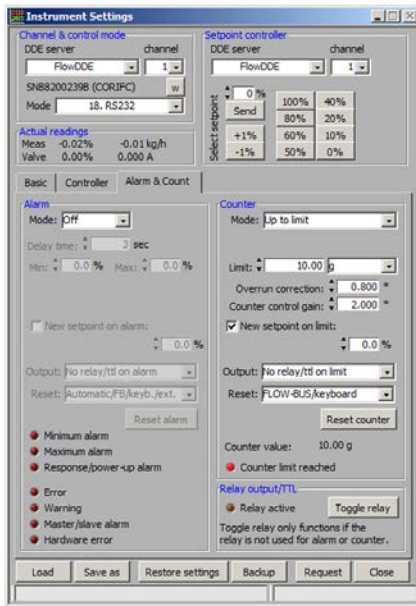 Instrument Settings
Channel & control mode
DDE server channel
FlowDDE 1
SNB8200239B (CORIFC) w
Mode 18. RS232
Setpoint controller
DDE server channel
FlowDDE 1
Select setpoint
0 %
Send
+1%
-1%
100% 40%
80% 20%
60% 10%
50% 0%
Actual readings
Meas -0.02% -0.01 kg/h
Valve 0.00% 0.000 A
Basic Controller Alarm & Count
Alarm
Mode: Off
Delay time: 3 sec
Min: 0.0 % Max: 0.0 %
New setpoint on alarm:
0.0 %
Output: No relay/ttl on alarm
Reset: Automatic/FB/keyb./ext.
Reset alarm
Minimum alarm
Maximum alarm
Response/power-up alarm
Error
Warning
Master/slave alarm
Hardware error
Counter
Mode: Up to limit
Limit: 10.00 g
Overrun correction: 0.800 *
Counter control gain: 2.000 *
New setpoint on limit:
0.0 %
Output: No relay/ttl on limit
Reset: FLOW-BUS/keyboard
Reset counter
Counter value: 10.00 g
Counter limit reached
Relay output/TTL
Relay active Toggle relay
Toggle relay only functions if the
relay is not used for alarm or counter.
Load Save as Restore settings Backup Request Close